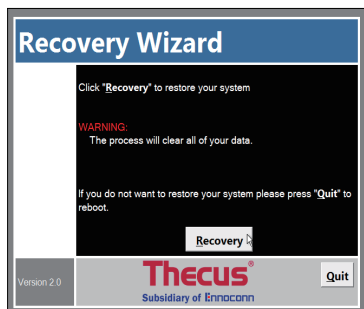 Recovery Wizard
Click "Recovery" to restore your system
WARNING:
The process will clear all of your data.
If you do not want to restore your system please press "Quit" to
reboot.
Recovery
Version 2.0
Thecus®
Subsidiary of Ennoconn
Quit